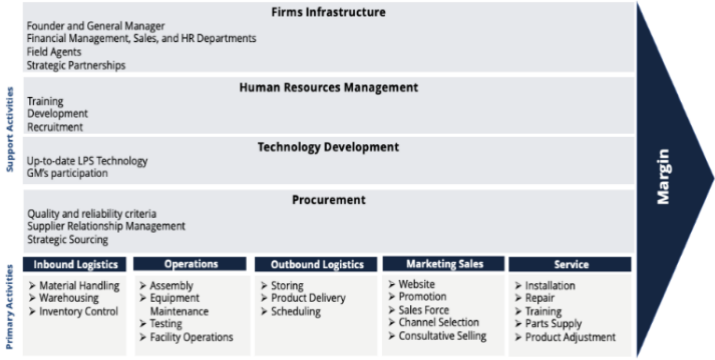 Firms Infrastructure
Founder and General Manager
Financial Management, Sales, and HR Departments
Field Agents
Strategic Partnerships
Human Resources Management
Training
Development
Recruitment
Technology Development
Up-to-date LPS Technology
GM's participation
Procurement
Quality and reliability criteria
Supplier Relationship Management
Strategic Sourcing
Support Activities
Margin
Primary Activities
Inbound Logistics
➢ Material Handling
➢ Warehousing
➢ Inventory Control
Operations
➢ Assembly
➢ Equipment
Maintenance
➢ Testing
➢ Facility Operations
Outbound Logistics
➢ Storing
➢ Product Delivery
➢ Scheduling
Marketing Sales
➢ Website
➢ Promotion
➢ Sales Force
➢ Channel Selection
➢ Consultative Selling
Service
➢ Installation
➢ Repair
➢ Training
➢ Parts Supply
➢ Product Adjustment